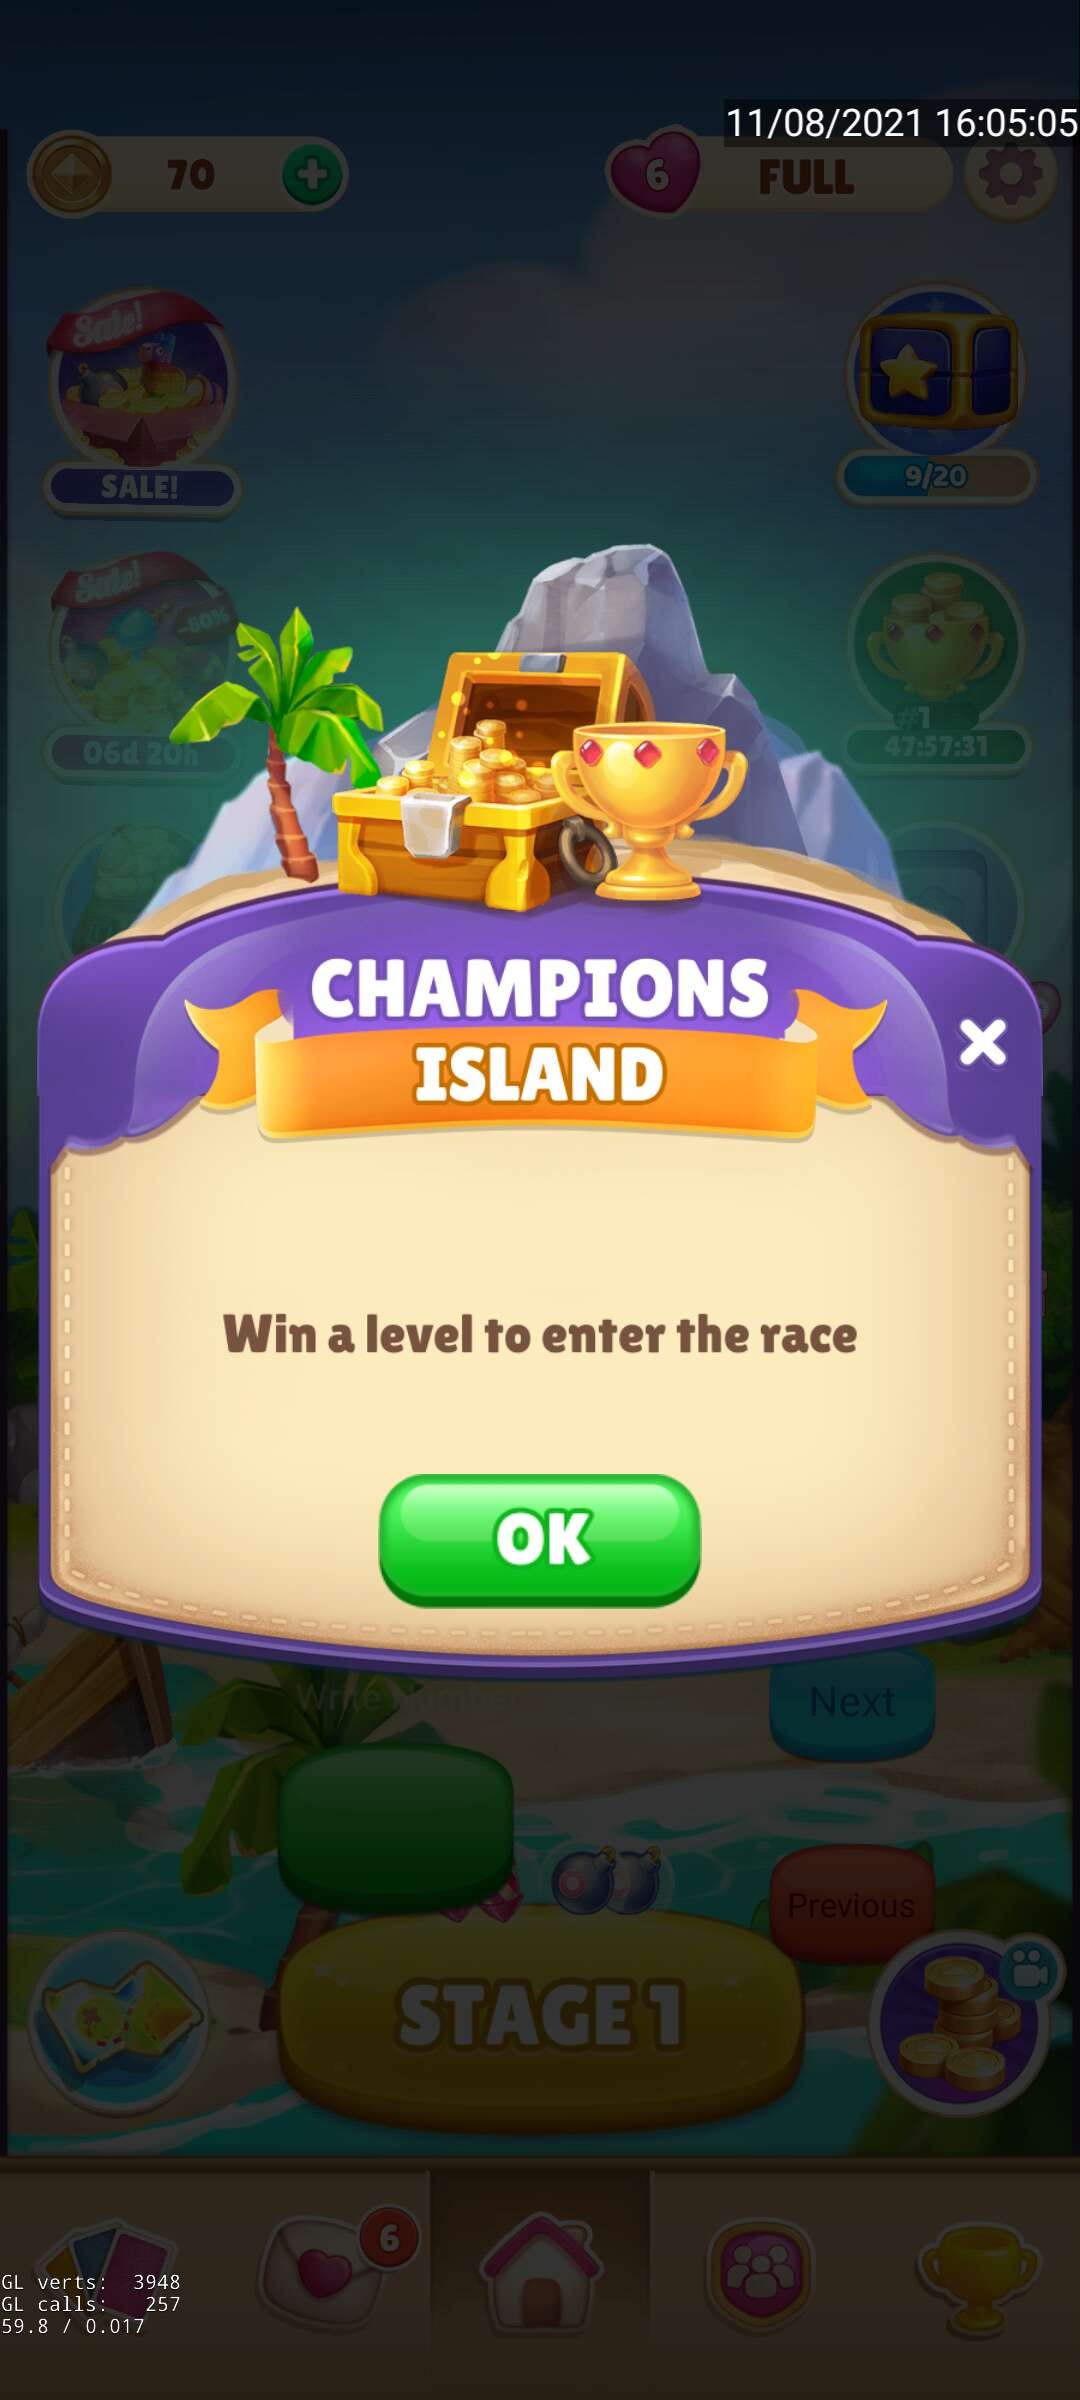 11/08/2021 16:05:05
70
6
FULL
Sale!
SALE!
9/20
Sale!
-80%
06d 20h
#1
47:57:31
CHAMPIONS
ISLAND
Win a level to enter the race
OK
Write Number
Next
Previous
STAGE 1
6
GL verts: 3948
GL calls: 257
59.8 / 0.017